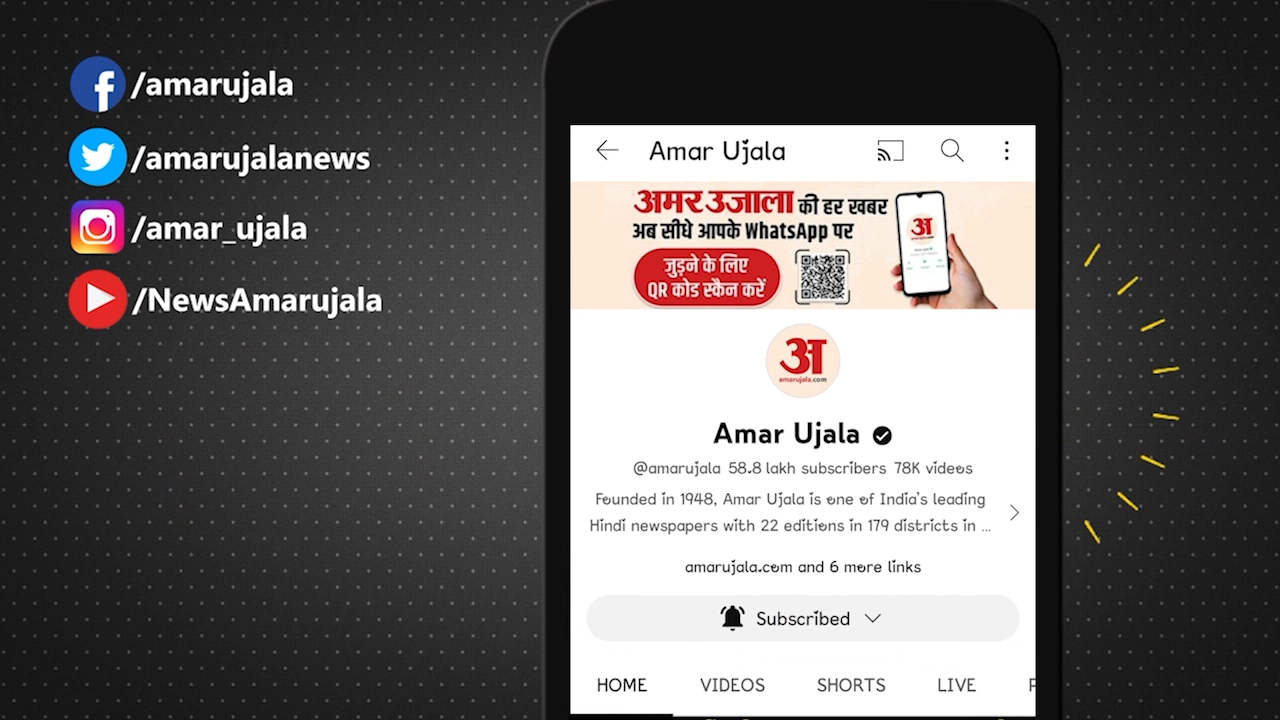 /amarujala
/amarujalanews
/amar_ujala
/NewsAmarujala
Amar Ujala
अमर उजाला की हर खबर
अब सीधे आपके WhatsApp पर
जुड़ने के लिए
QR कोड स्कैन करें
अ
अ
amarujala.com
Amar Ujala
@amarujala 58.8 lakh subscribers 78K videos
Founded in 1948, Amar Ujala is one of India's leading
Hindi newspapers with 22 editions in 179 districts in ...
amarujala.com and 6 more links
Subscribed
HOME VIDEOS SHORTS LIVE